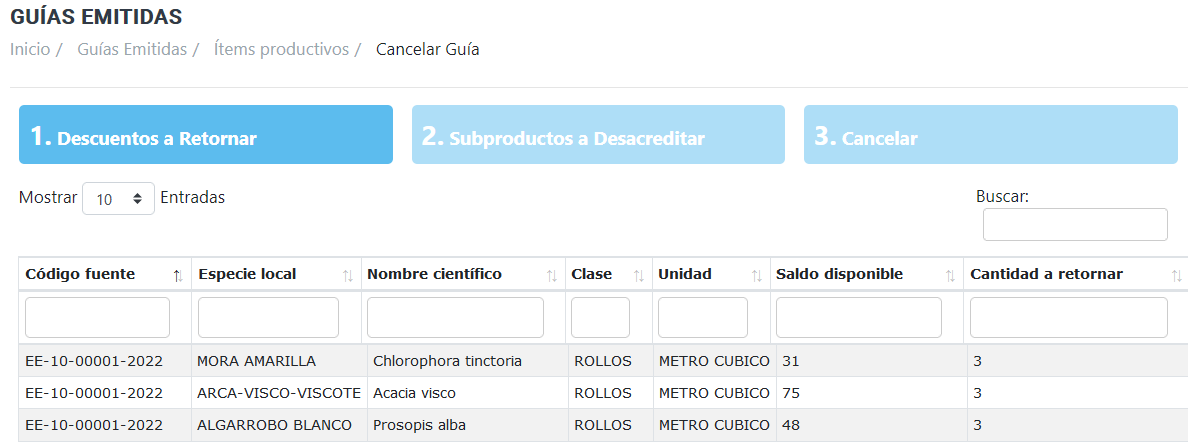 GUÍAS EMITIDAS
Inicio / Guías Emitidas / Ítems productivos / Cancelar Guía
1. Descuentos a Retornar 2. Subproductos a Desacreditar 3. Cancelar
Mostrar 10 Entradas Buscar:
Código fuente Especie local Nombre científico Clase Unidad Saldo disponible Cantidad a retornar
EE-10-00001-2022 MORA AMARILLA Chlorophora tinctoria ROLLOS METRO CUBICO 31 3
EE-10-00001-2022 ARCA-VISCO-VISCOTE Acacia visco ROLLOS METRO CUBICO 75 3
EE-10-00001-2022 ALGARROBO BLANCO Prosopis alba ROLLOS METRO CUBICO 48 3